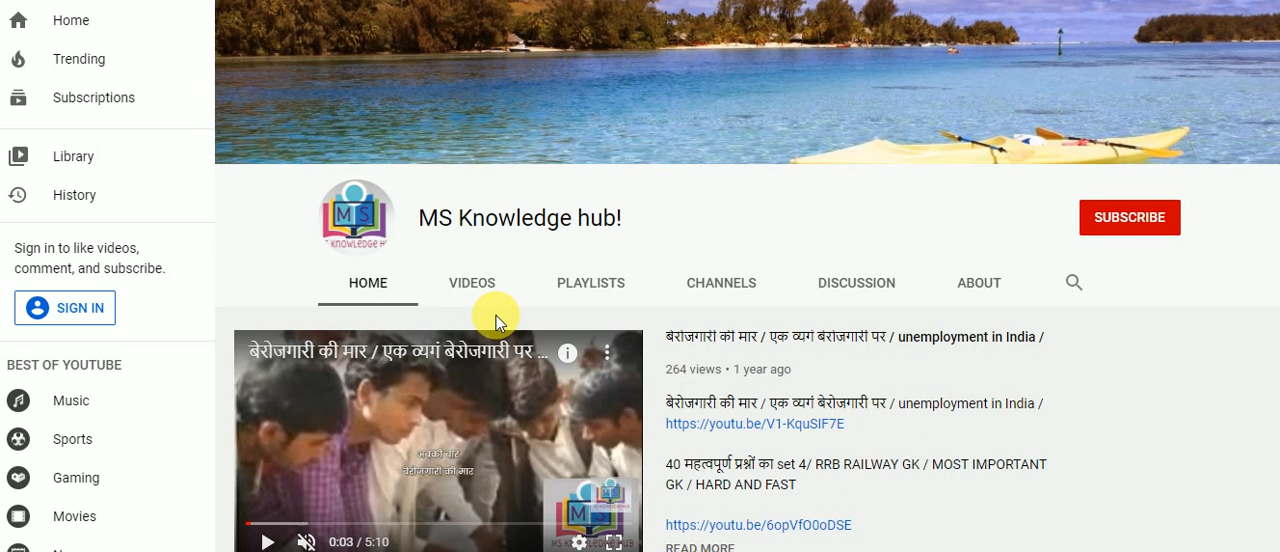 Home
Trending
Subscriptions
Library
History
Sign in to like videos,
comment, and subscribe.
SIGN IN
BEST OF YOUTUBE
Music
Sports
Gaming
Movies
MS Knowledge hub!
SUBSCRIBE
HOME VIDEOS PLAYLISTS CHANNELS DISCUSSION ABOUT
बेरोजगारी की मार / एक व्यगं बेरोजगारी पर ...
अबकी बार
बेरोजगारी की मार
0:03 / 5:10
बेरोजगारी की मार / एक व्यगं बेरोजगारी पर / unemployment in India /
264 views • 1 year ago
बेरोजगारी की मार / एक व्यगं बेरोजगारी पर / unemployment in India /
https://youtu.be/V1-KquSIF7E
40 महत्वपूर्ण प्रश्नों का set 4/ RRB RAILWAY GK / MOST IMPORTANT
GK / HARD AND FAST
https://youtu.be/6opVfO0oDSE
READ MORE